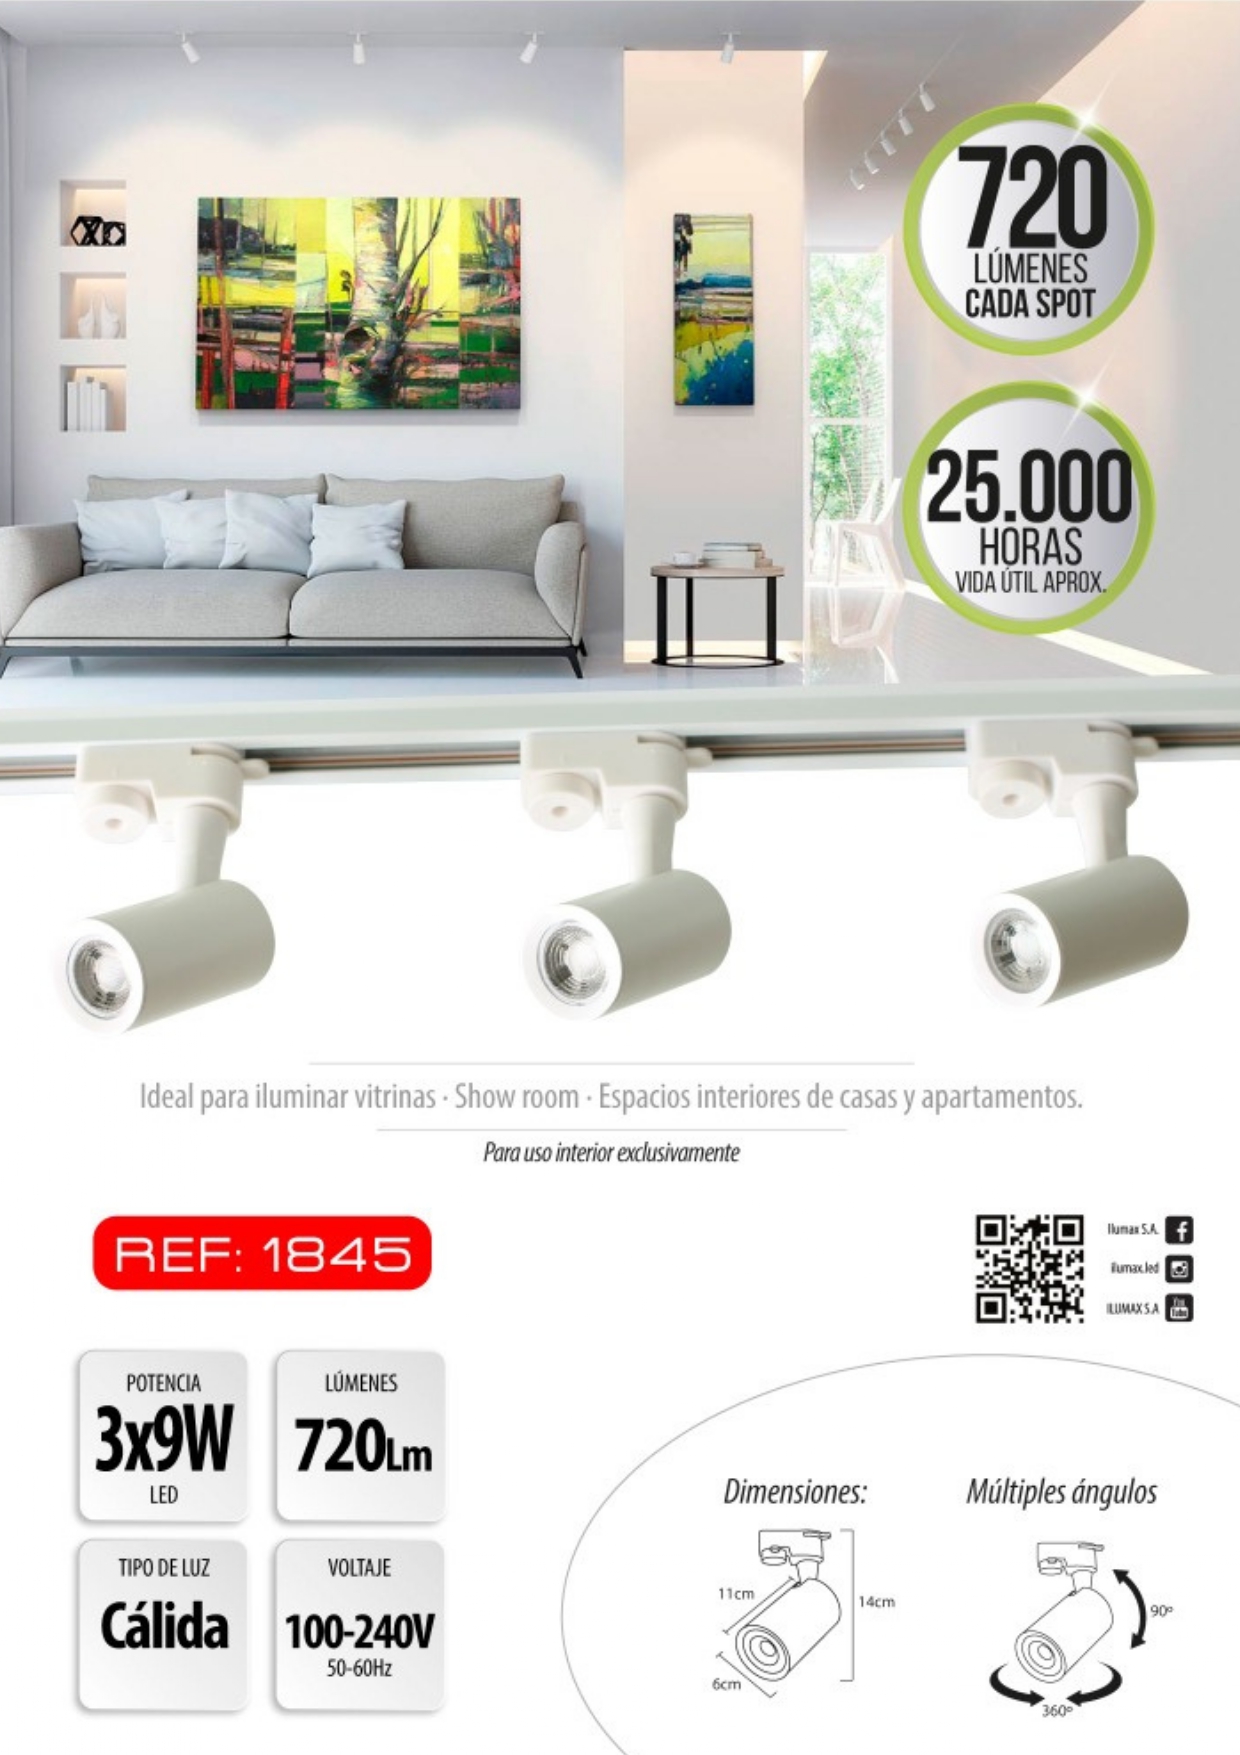 720
LÚMENES
CADA SPOT
25.000
HORAS
VIDA ÚTIL APROX.
Ideal para iluminar vitrinas · Show room · Espacios interiores de casas y apartamentos.
Para uso interior exclusivamente
REF: 1845
Ilumax S.A.
ilumax.led
ILUMAX S.A
You
Tube
POTENCIA
3x9W
LED
LÚMENES
720Lm
TIPO DE LUZ
Cálida
VOLTAJE
100-240V
50-60Hz
Dimensiones:
11cm
14cm
6cm
Múltiples ángulos
90º
360º